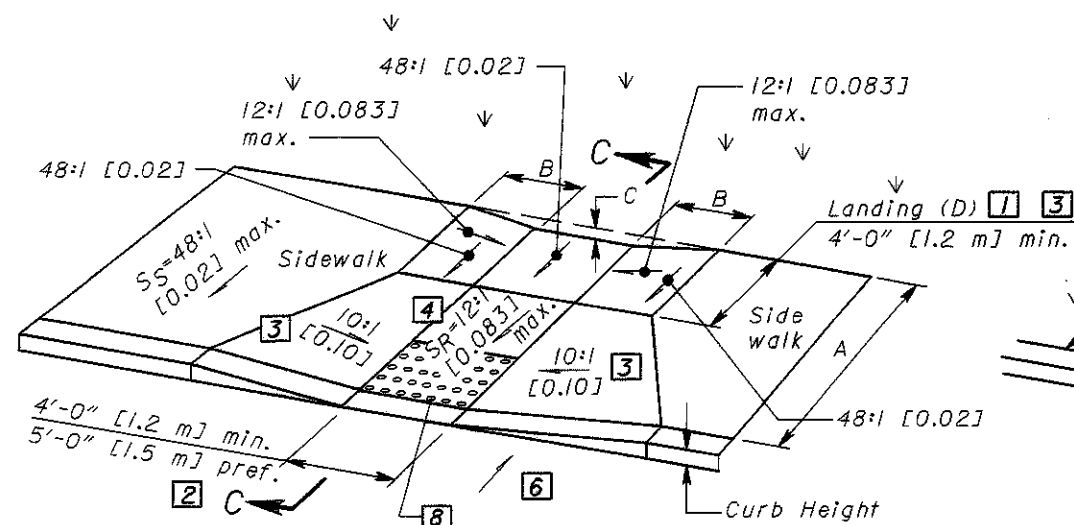 48:1 [0.02]
12:1 [0.083]
max.
12:1 [0.083]
max.
48:1 [0.02]
C
B
C
B
Landing (D) 1 3
4'-0" [1.2 m] min.
SS=48:1
[0.02] max.
Sidewalk
4
SR=12:1
[0.083]
max.
3
10:1
[0.10]
10:1
[0.10]
3
Side
walk
A
48:1 [0.02]
4'-0" [1.2 m] min.
5'-0" [1.5 m] pref.
2
C
8
6
Curb Height